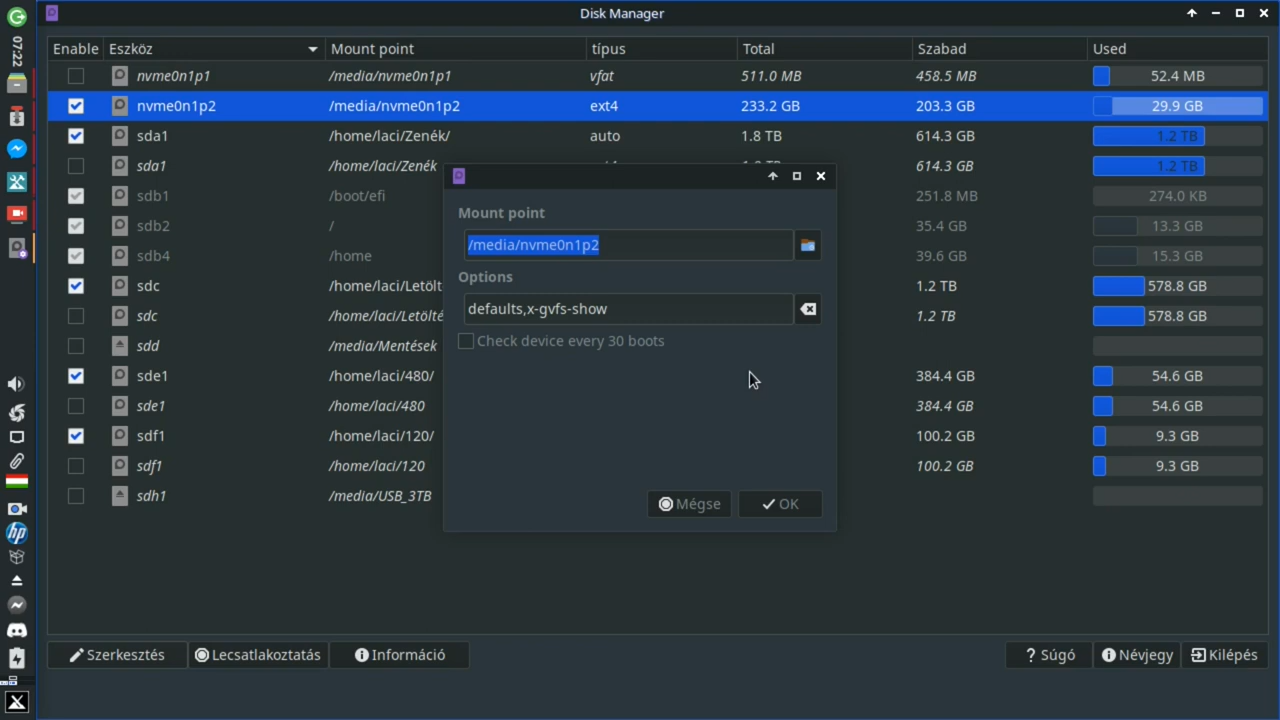 Disk Manager
07:22
Enable Eszköz Mount point típus Total Szabad Used
nvme0n1p1 /media/nvme0n1p1 vfat 511.0 MB 458.5 MB 52.4 MB
nvme0n1p2 /media/nvme0n1p2 ext4 233.2 GB 203.3 GB 29.9 GB
sda1 /home/laci/Zenék/ auto 1.8 TB 614.3 GB 1.2 TB
sda1 /home/laci/Zenék 614.3 GB 1.2 TB
sdb1 /boot/efi 251.8 MB 274.0 KB
sdb2 / 35.4 GB 13.3 GB
sdb4 /home 39.6 GB 15.3 GB
sdc /home/laci/Letölt 1.2 TB 578.8 GB
sdc /home/laci/Letölté 1.2 TB 578.8 GB
sdd /media/Mentések
sde1 /home/laci/480/ 384.4 GB 54.6 GB
sde1 /home/laci/480 384.4 GB 54.6 GB
sdf1 /home/laci/120/ 100.2 GB 9.3 GB
sdf1 /home/laci/120 100.2 GB 9.3 GB
sdh1 /media/USB_3TB
Mount point
/media/nvme0n1p2
Options
defaults,x-gvfs-show
Check device every 30 boots
Mégse OK
hp
Szerkesztés Lecsatlakoztatás Információ ? Súgó Névjegy Kilépés